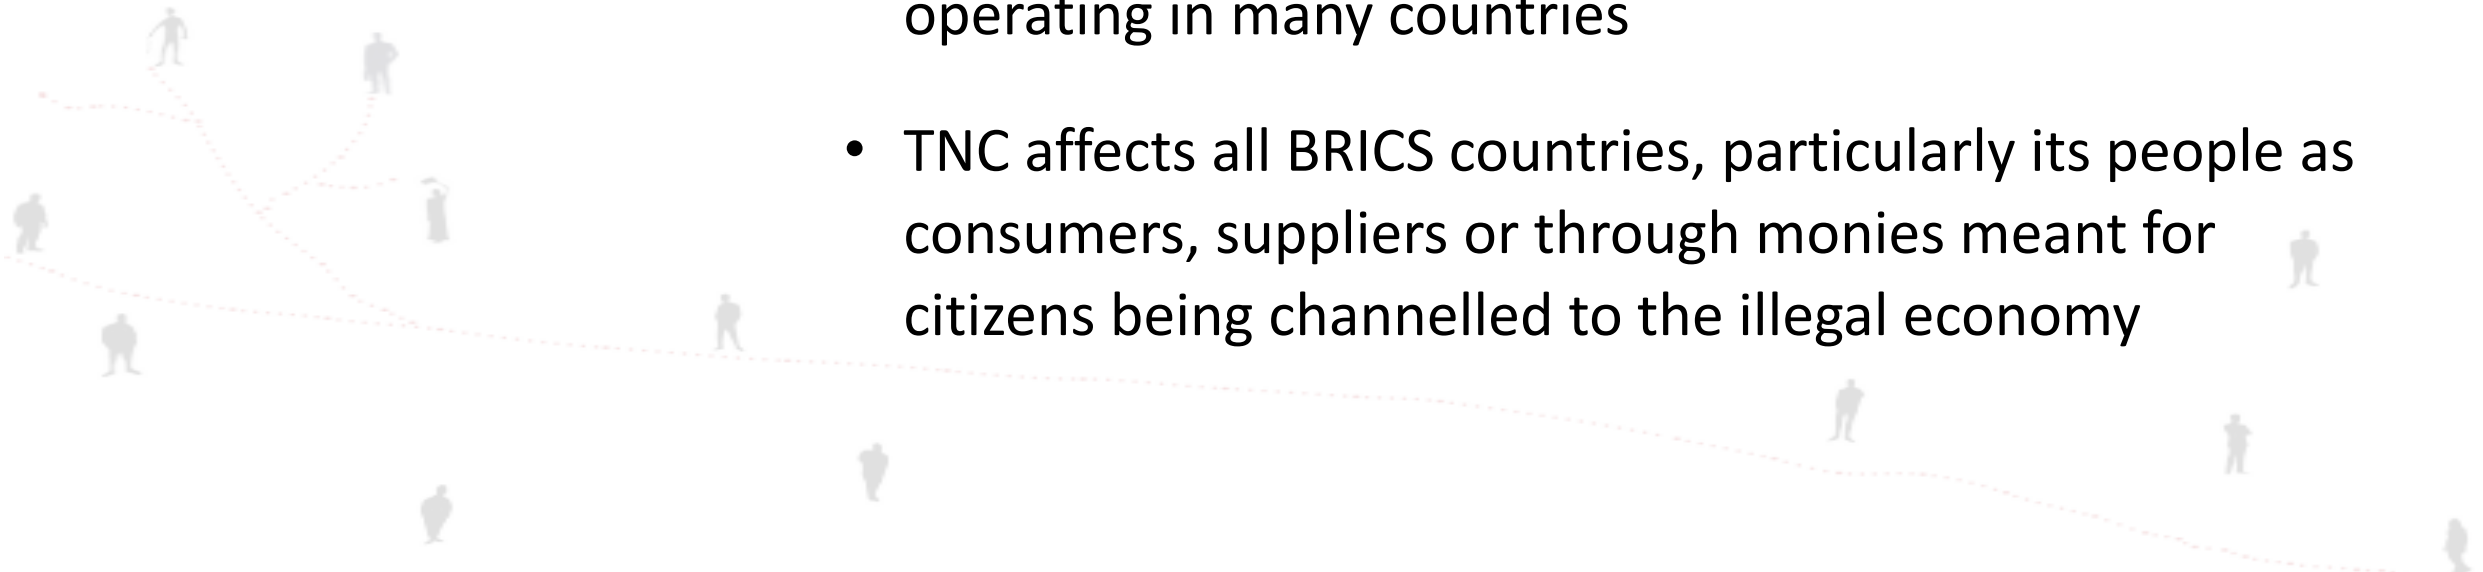 operating in many countries
• TNC affects all BRICS countries, particularly its people as
consumers, suppliers or through monies meant for
citizens being channelled to the illegal economy